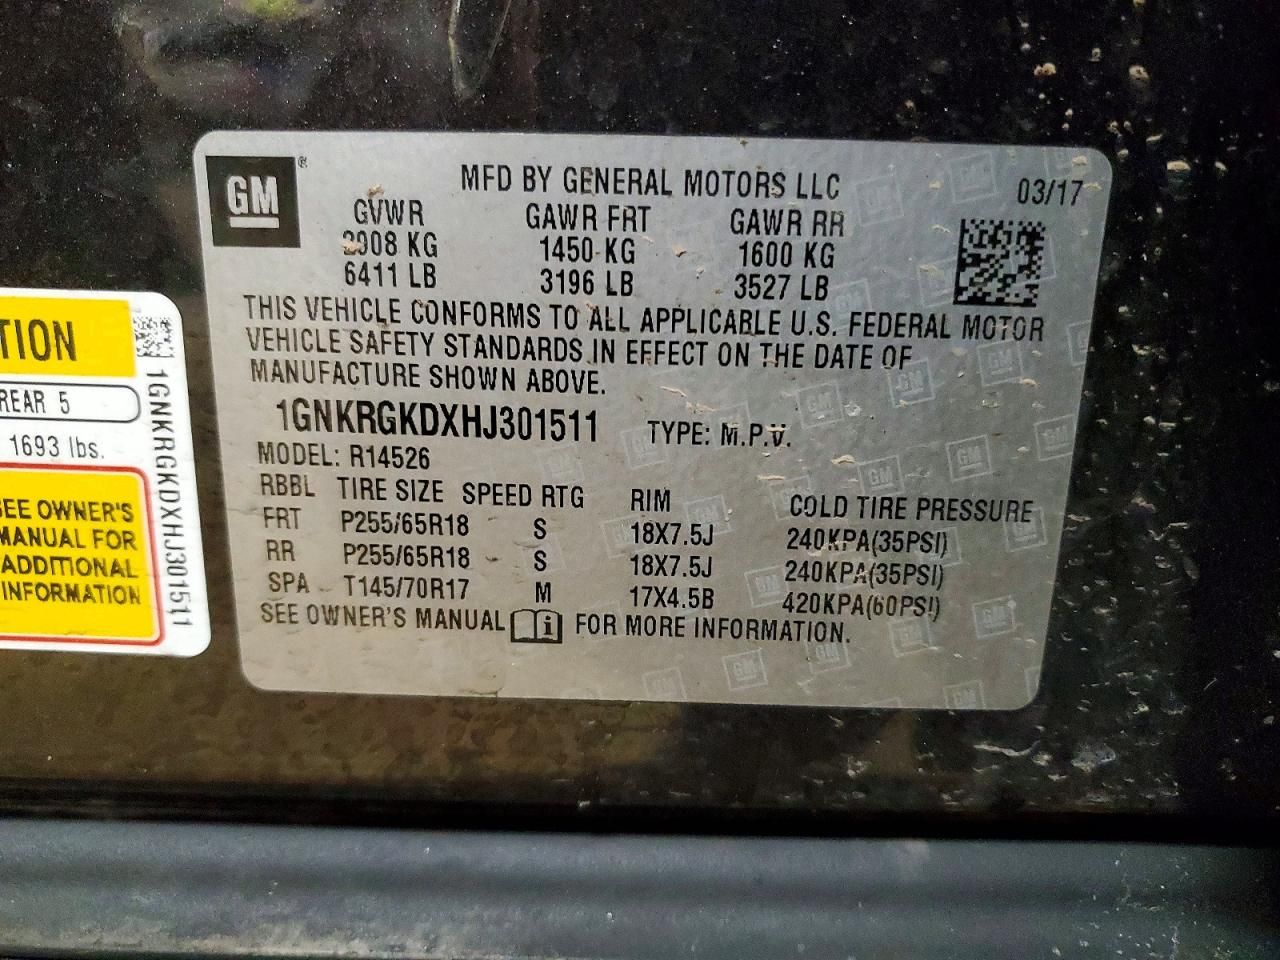 GM ®
MFD BY GENERAL MOTORS LLC 03/17
GVWR GAWR FRT GAWR RR
2908 KG 1450 KG 1600 KG
6411 LB 3196 LB 3527 LB
THIS VEHICLE CONFORMS TO ALL APPLICABLE U.S. FEDERAL MOTOR
VEHICLE SAFETY STANDARDS IN EFFECT ON THE DATE OF
MANUFACTURE SHOWN ABOVE.
1GNKRGKDXHJ301511 TYPE: M.P.V.
MODEL: R14526
RBBL TIRE SIZE SPEED RTG RIM COLD TIRE PRESSURE
FRT P255/65R18 S 18X7.5J 240KPA(35PSI)
RR P255/65R18 S 18X7.5J 240KPA(35PSI)
SPA T145/70R17 M 17X4.5B 420KPA(60PSI)
SEE OWNER'S MANUAL i FOR MORE INFORMATION.
TION
REAR 5
1693 lbs.
SEE OWNER'S
MANUAL FOR
ADDITIONAL
INFORMATION
1GNKRGKDXHJ301511